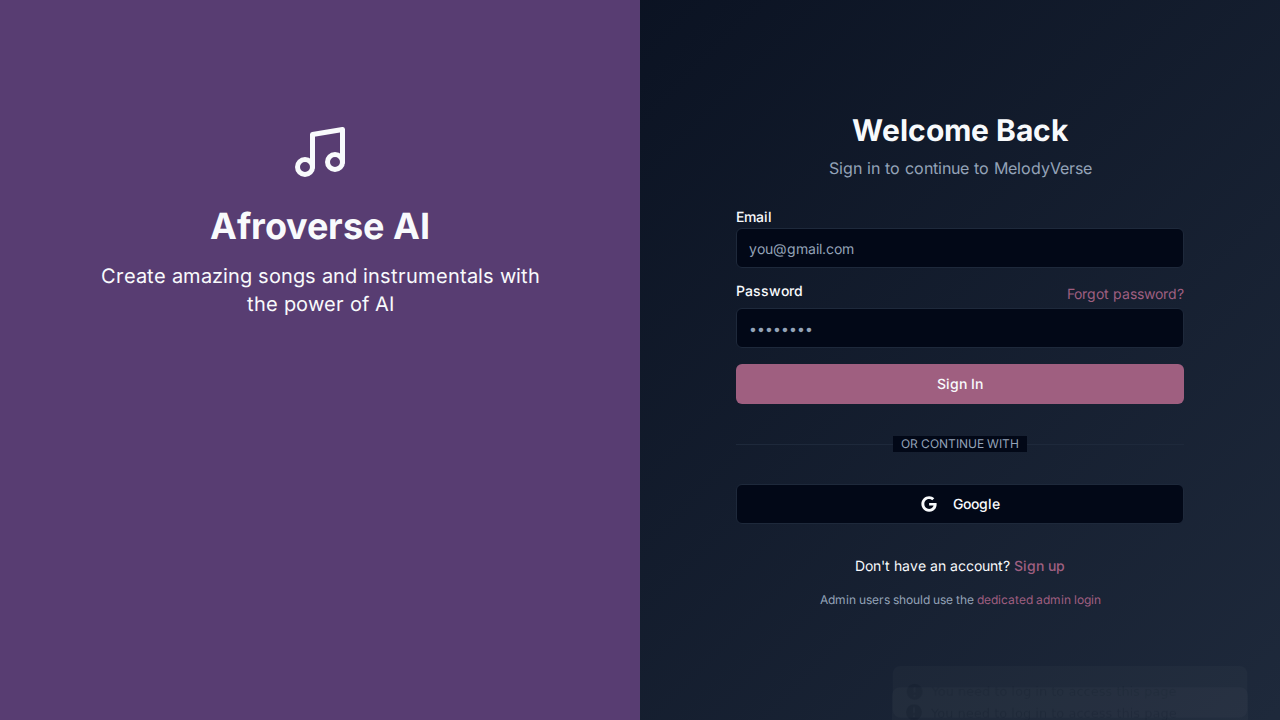 Afroverse AI
Create amazing songs and instrumentals with
the power of AI
Welcome Back
Sign in to continue to MelodyVerse
Email
you@gmail.com
Password
Forgot password?
••••••••
Sign In
OR CONTINUE WITH
Google
Don't have an account? Sign up
Admin users should use the dedicated admin login